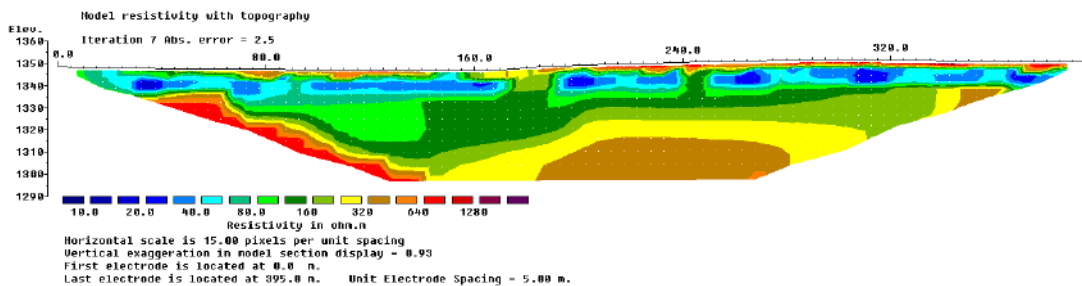 Model resistivity with topography
Elev.
Iteration 7 Abs. error = 2.5
1360
0.0 80.0 160.0 240.0 320.0
1350
1340
1330
1320
1310
1300
1290
10.0 20.0 40.0 80.0 160 320 640 1280
Resistivity in ohm.m
Horizontal scale is 15.00 pixels per unit spacing
Vertical exaggeration in model section display = 0.93
First electrode is located at 0.0 m.
Last electrode is located at 395.0 m. Unit Electrode Spacing = 5.00 m.